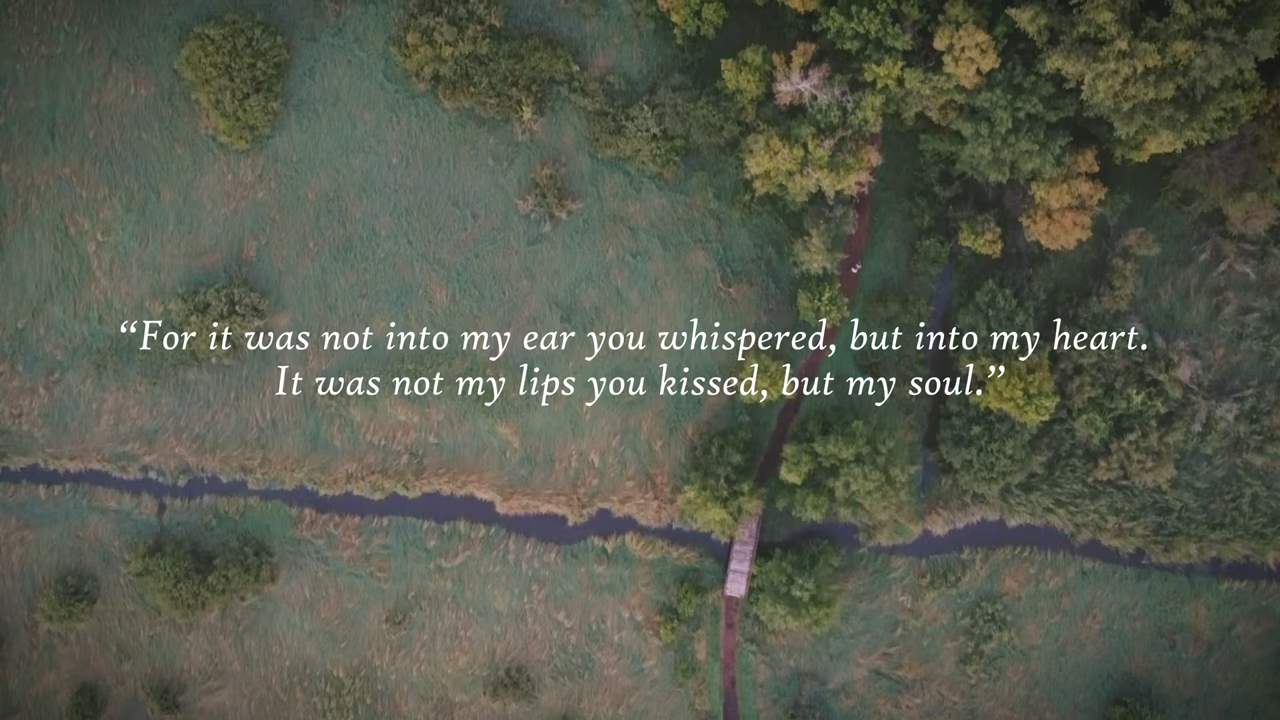 “For it was not into my ear you whispered, but into my heart.
It was not my lips you kissed, but my soul.”